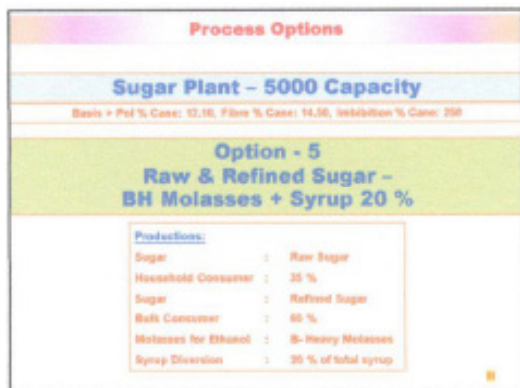 Process Options
Sugar Plant – 5000 Capacity
Basis > Pol % Cane: 12.10, Fibre % Cane: 14.50, Imbibition % Cane: 250
Option - 5
Raw & Refined Sugar –
BH Molasses + Syrup 20 %
Productions:
Sugar : Raw Sugar
Household Consumer : 35 %
Sugar : Refined Sugar
Bulk Consumer : 65 %
Molasses for Ethanol : B- Heavy Molasses
Syrup Diversion : 20 % of total syrup